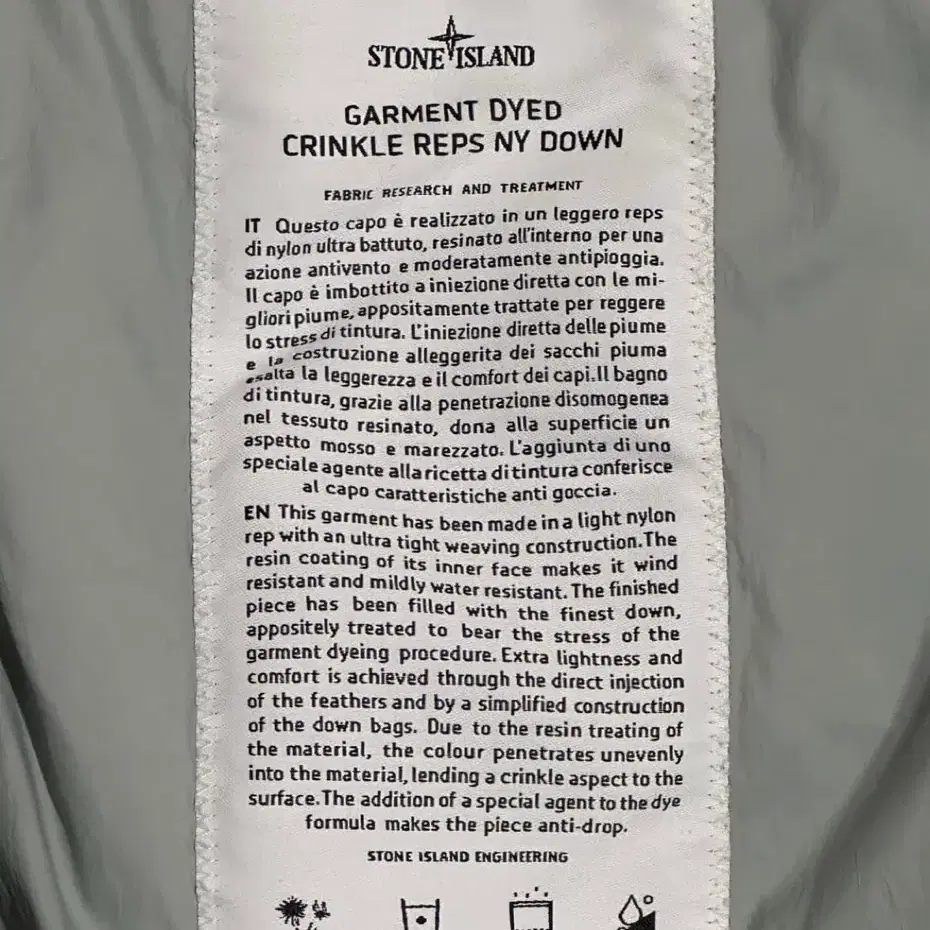 STONE ISLAND
GARMENT DYED
CRINKLE REPS NY DOWN
FABRIC RESEARCH AND TREATMENT
IT Questo capo è realizzato in un leggero reps
di nylon ultra battuto, resinato all'interno per una
azione antivento e moderatamente antipioggia.
Il capo è imbottito a iniezione diretta con le mi-
gliori piume, appositamente trattate per reggere
lo stress di tintura. L'iniezione diretta delle piume
e la costruzione alleggerita dei sacchi piuma
esalta la leggerezza e il comfort dei capi.Il bagno
di tintura, grazie alla penetrazione disomogenea
nel tessuto resinato, dona alla superficie un
aspetto mosso e marezzato. L'aggiunta di uno
speciale agente alla ricetta di tintura conferisce
al capo caratteristiche anti goccia.
EN This garment has been made in a light nylon
rep with an ultra tight weaving construction.The
resin coating of its inner face makes it wind
resistant and mildly water resistant. The finished
piece has been filled with the finest down,
appositely treated to bear the stress of the
garment dyeing procedure. Extra lightness and
comfort is achieved through the direct injection
of the feathers and by a simplified construction
of the down bags. Due to the resin treating of
the material, the colour penetrates unevenly
into the material, lending a crinkle aspect to the
surface.The addition of a special agent to the dye
formula makes the piece anti-drop.
STONE ISLAND ENGINEERING